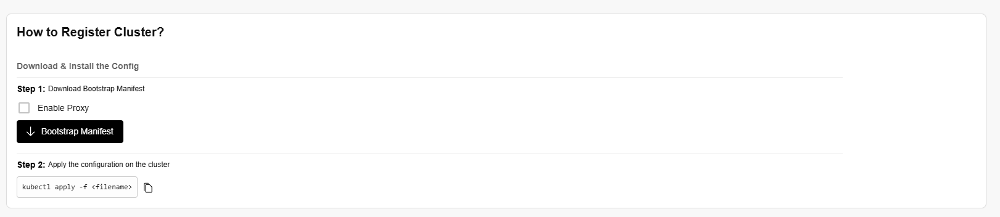 How to Register Cluster?
Download & Install the Config
Step 1: Download Bootstrap Manifest
Enable Proxy
Bootstrap Manifest
Step 2: Apply the configuration on the cluster
kubectl apply -f <filename>